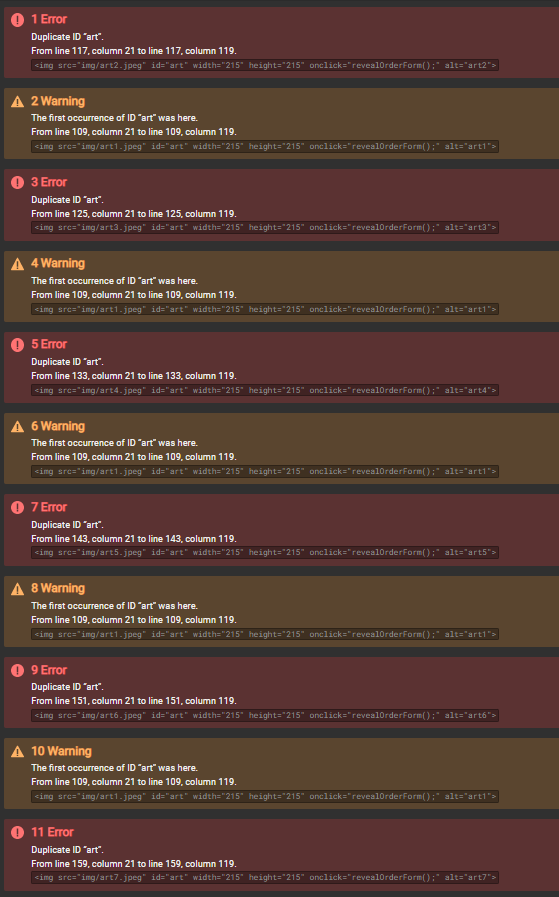 1 Error
Duplicate ID “art”.
From line 117, column 21 to line 117, column 119.
<img src="img/art2.jpeg" id="art" width="215" height="215" onclick="revealOrderForm();" alt="art2">
2 Warning
The first occurrence of ID “art” was here.
From line 109, column 21 to line 109, column 119.
<img src="img/art1.jpeg" id="art" width="215" height="215" onclick="revealOrderForm();" alt="art1">
3 Error
Duplicate ID “art”.
From line 125, column 21 to line 125, column 119.
<img src="img/art3.jpeg" id="art" width="215" height="215" onclick="revealOrderForm();" alt="art3">
4 Warning
The first occurrence of ID “art” was here.
From line 109, column 21 to line 109, column 119.
<img src="img/art1.jpeg" id="art" width="215" height="215" onclick="revealOrderForm();" alt="art1">
5 Error
Duplicate ID “art”.
From line 133, column 21 to line 133, column 119.
<img src="img/art4.jpeg" id="art" width="215" height="215" onclick="revealOrderForm();" alt="art4">
6 Warning
The first occurrence of ID “art” was here.
From line 109, column 21 to line 109, column 119.
<img src="img/art1.jpeg" id="art" width="215" height="215" onclick="revealOrderForm();" alt="art1">
7 Error
Duplicate ID “art”.
From line 143, column 21 to line 143, column 119.
<img src="img/art5.jpeg" id="art" width="215" height="215" onclick="revealOrderForm();" alt="art5">
8 Warning
The first occurrence of ID “art” was here.
From line 109, column 21 to line 109, column 119.
<img src="img/art1.jpeg" id="art" width="215" height="215" onclick="revealOrderForm();" alt="art1">
9 Error
Duplicate ID “art”.
From line 151, column 21 to line 151, column 119.
<img src="img/art6.jpeg" id="art" width="215" height="215" onclick="revealOrderForm();" alt="art6">
10 Warning
The first occurrence of ID “art” was here.
From line 109, column 21 to line 109, column 119.
<img src="img/art1.jpeg" id="art" width="215" height="215" onclick="revealOrderForm();" alt="art1">
11 Error
Duplicate ID “art”.
From line 159, column 21 to line 159, column 119.
<img src="img/art7.jpeg" id="art" width="215" height="215" onclick="revealOrderForm();" alt="art7">